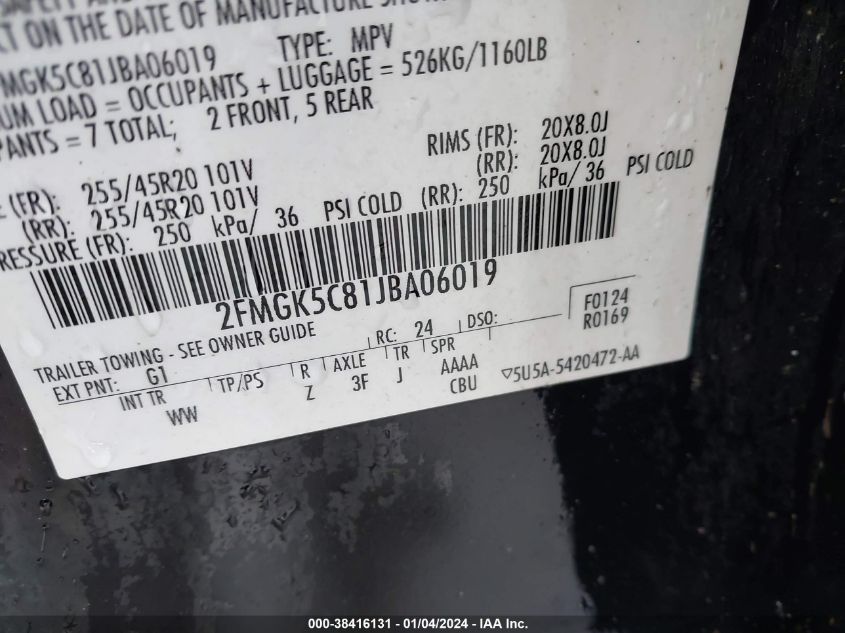 CT ON THE DATE OF MANUFACTURE
MGK5C81JBA06019 TYPE: MPV
UM LOAD = OCCUPANTS + LUGGAGE = 526KG/1160LB
PANTS = 7 TOTAL; 2 FRONT, 5 REAR
(FR): 255/45R20 101V RIMS (FR): 20X8.0J
(RR): 255/45R20 101V (RR): 20X8.0J
RESSURE (FR): 250 kPa/ 36 PSI COLD (RR): 250 kPa/ 36 PSI COLD
2FMGK5C81JBA06019
TRAILER TOWING - SEE OWNER GUIDE
F0124
R0169
EXT PNT: G1 RC: 24 DSO:
INT TR TP/PS R AXLE TR SPR
WW Z 3F J AAAA
CBU
5U5A-5420472-AA
000-38416131 - 01/04/2024 - IAA Inc.